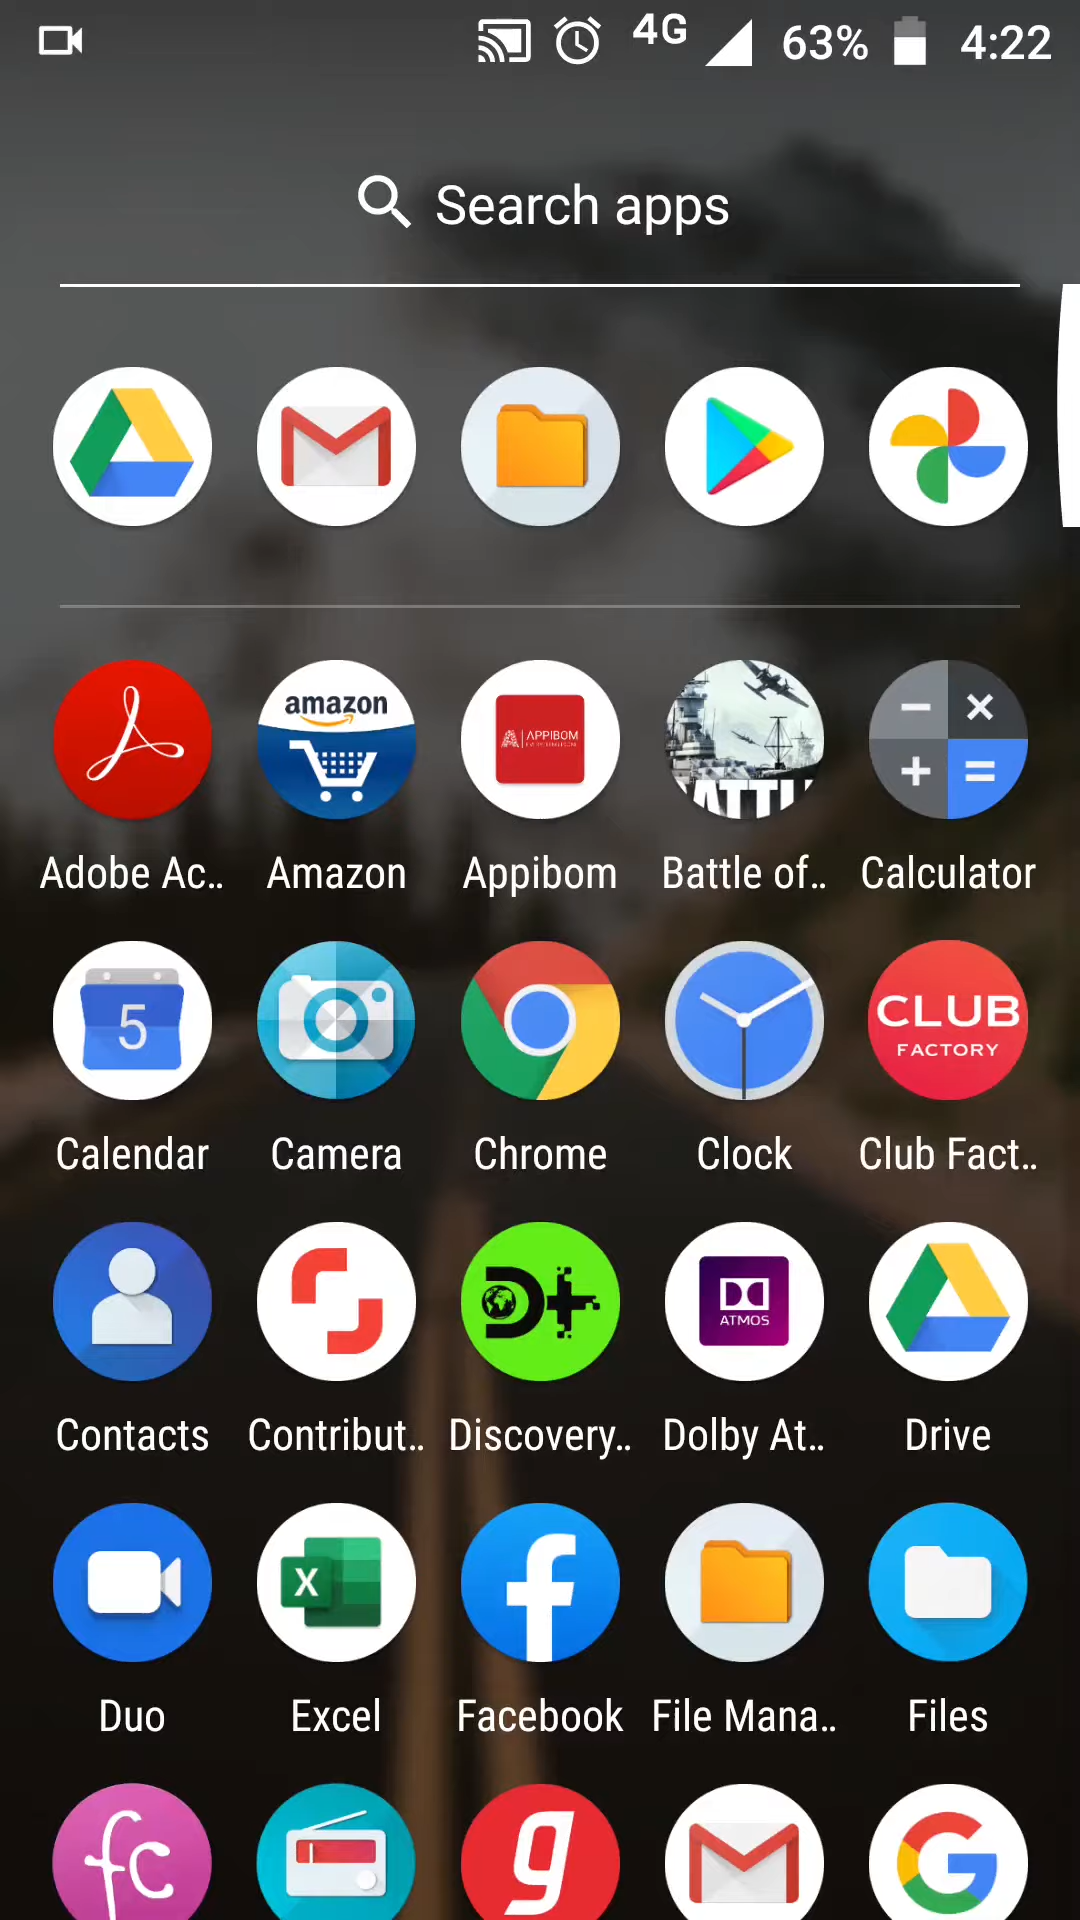 4G 63% 4:22
Search apps
amazon
APPIBOM
Adobe Ac.. Amazon Appibom Battle of.. Calculator
5
CLUB
FACTORY
Calendar Camera Chrome Clock Club Fact..
D+
ATMOS
Contacts Contribut.. Discovery.. Dolby At.. Drive
X
f
Duo Excel Facebook File Mana.. Files
fc g G